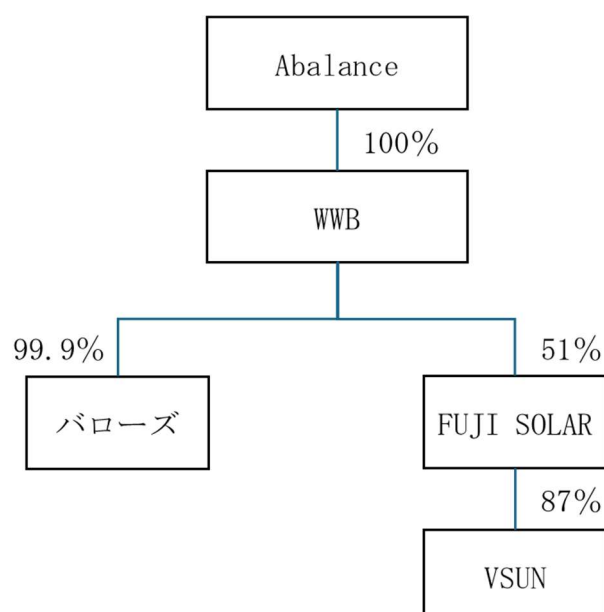 Abalance
100%
WWB
99.9%
51%
バローズ
FUJI SOLAR
87%
VSUN